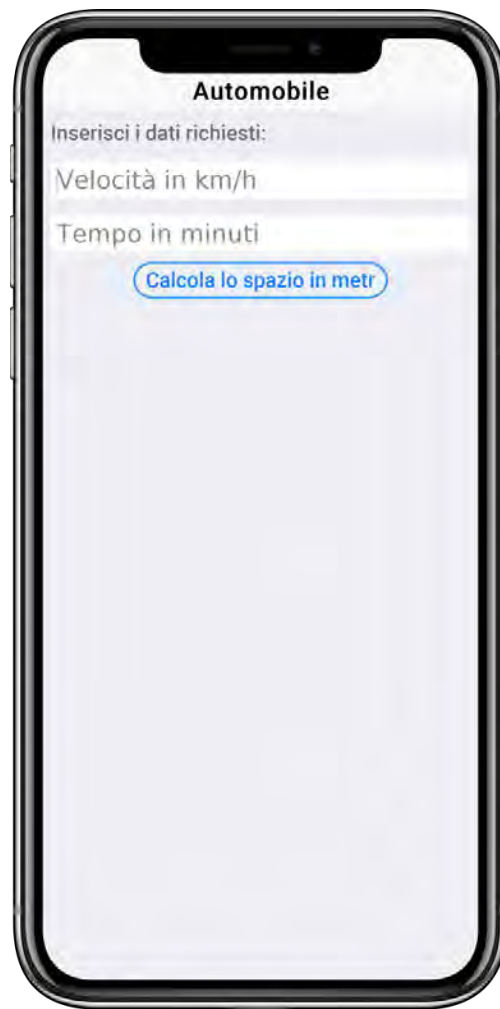 Automobile
Inserisci i dati richiesti:
Velocità in km/h
Tempo in minuti
Calcola lo spazio in metr